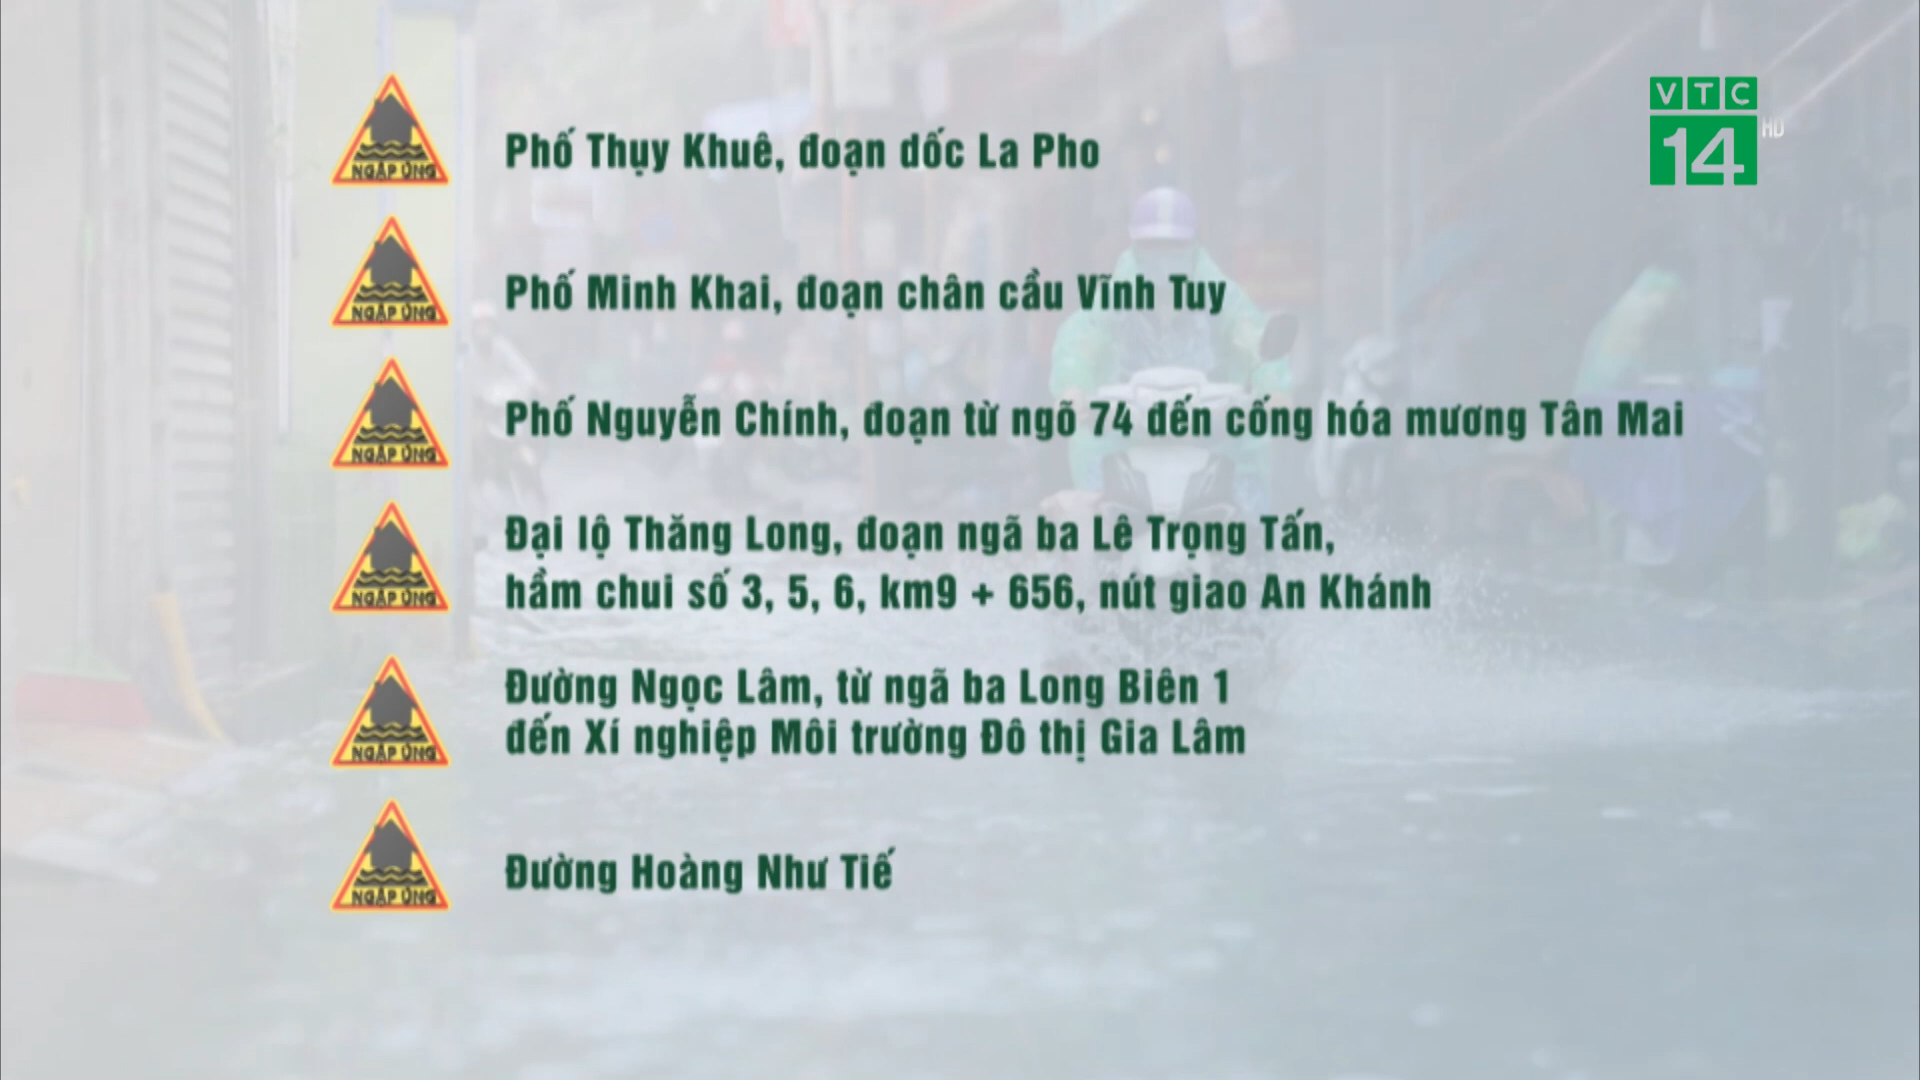 VTC
14
HD
NGẬP ÚNG
Phố Thụy Khuê, đoạn dốc La Pho
NGẬP ÚNG
Phố Minh Khai, đoạn chân cầu Vĩnh Tuy
NGẬP ÚNG
Phố Nguyễn Chính, đoạn từ ngõ 74 đến cống hóa mương Tân Mai
NGẬP ÚNG
Đại lộ Thăng Long, đoạn ngã ba Lê Trọng Tấn,
hầm chui số 3, 5, 6, km9 + 656, nút giao An Khánh
NGẬP ÚNG
Đường Ngọc Lâm, từ ngã ba Long Biên 1
đến Xí nghiệp Môi trường Đô thị Gia Lâm
NGẬP ÚNG
Đường Hoàng Như Tiế